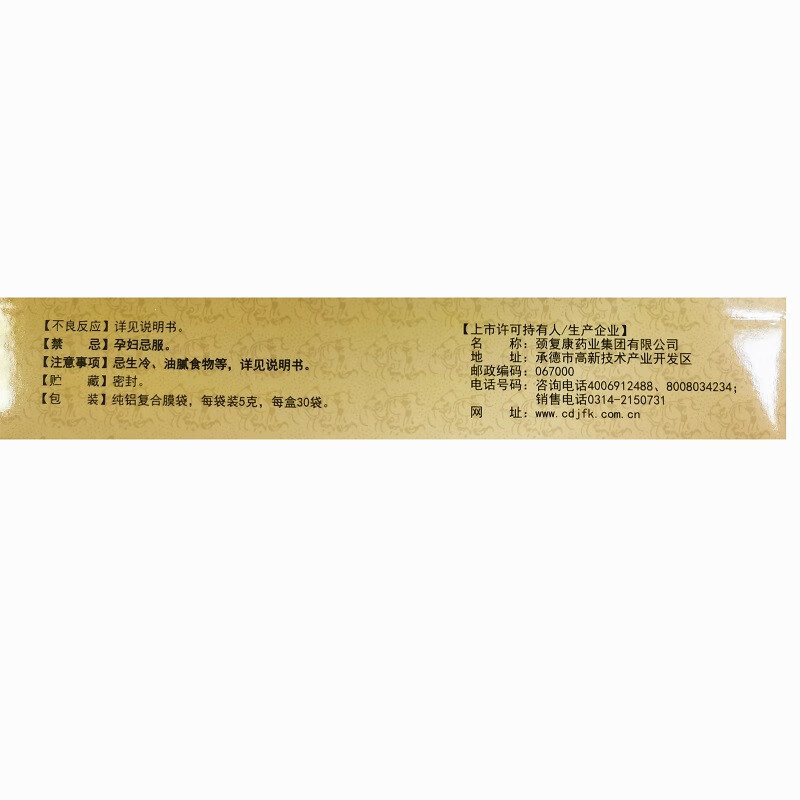 【不良反应】详见说明书。
【禁 忌】孕妇忌服。
【注意事项】忌生冷、油腻食物等，详见说明书。
【贮 藏】密封。
【包 装】纯铝复合膜袋，每袋装5克，每盒30袋。
【上市许可持有人/生产企业】
名 称：颈复康药业集团有限公司
地 址：承德市高新技术产业开发区
邮政编码：067000
电话号码：咨询电话4006912488、8008034234；
销售电话0314-2150731
网 址：www.cdjfk.com.cn